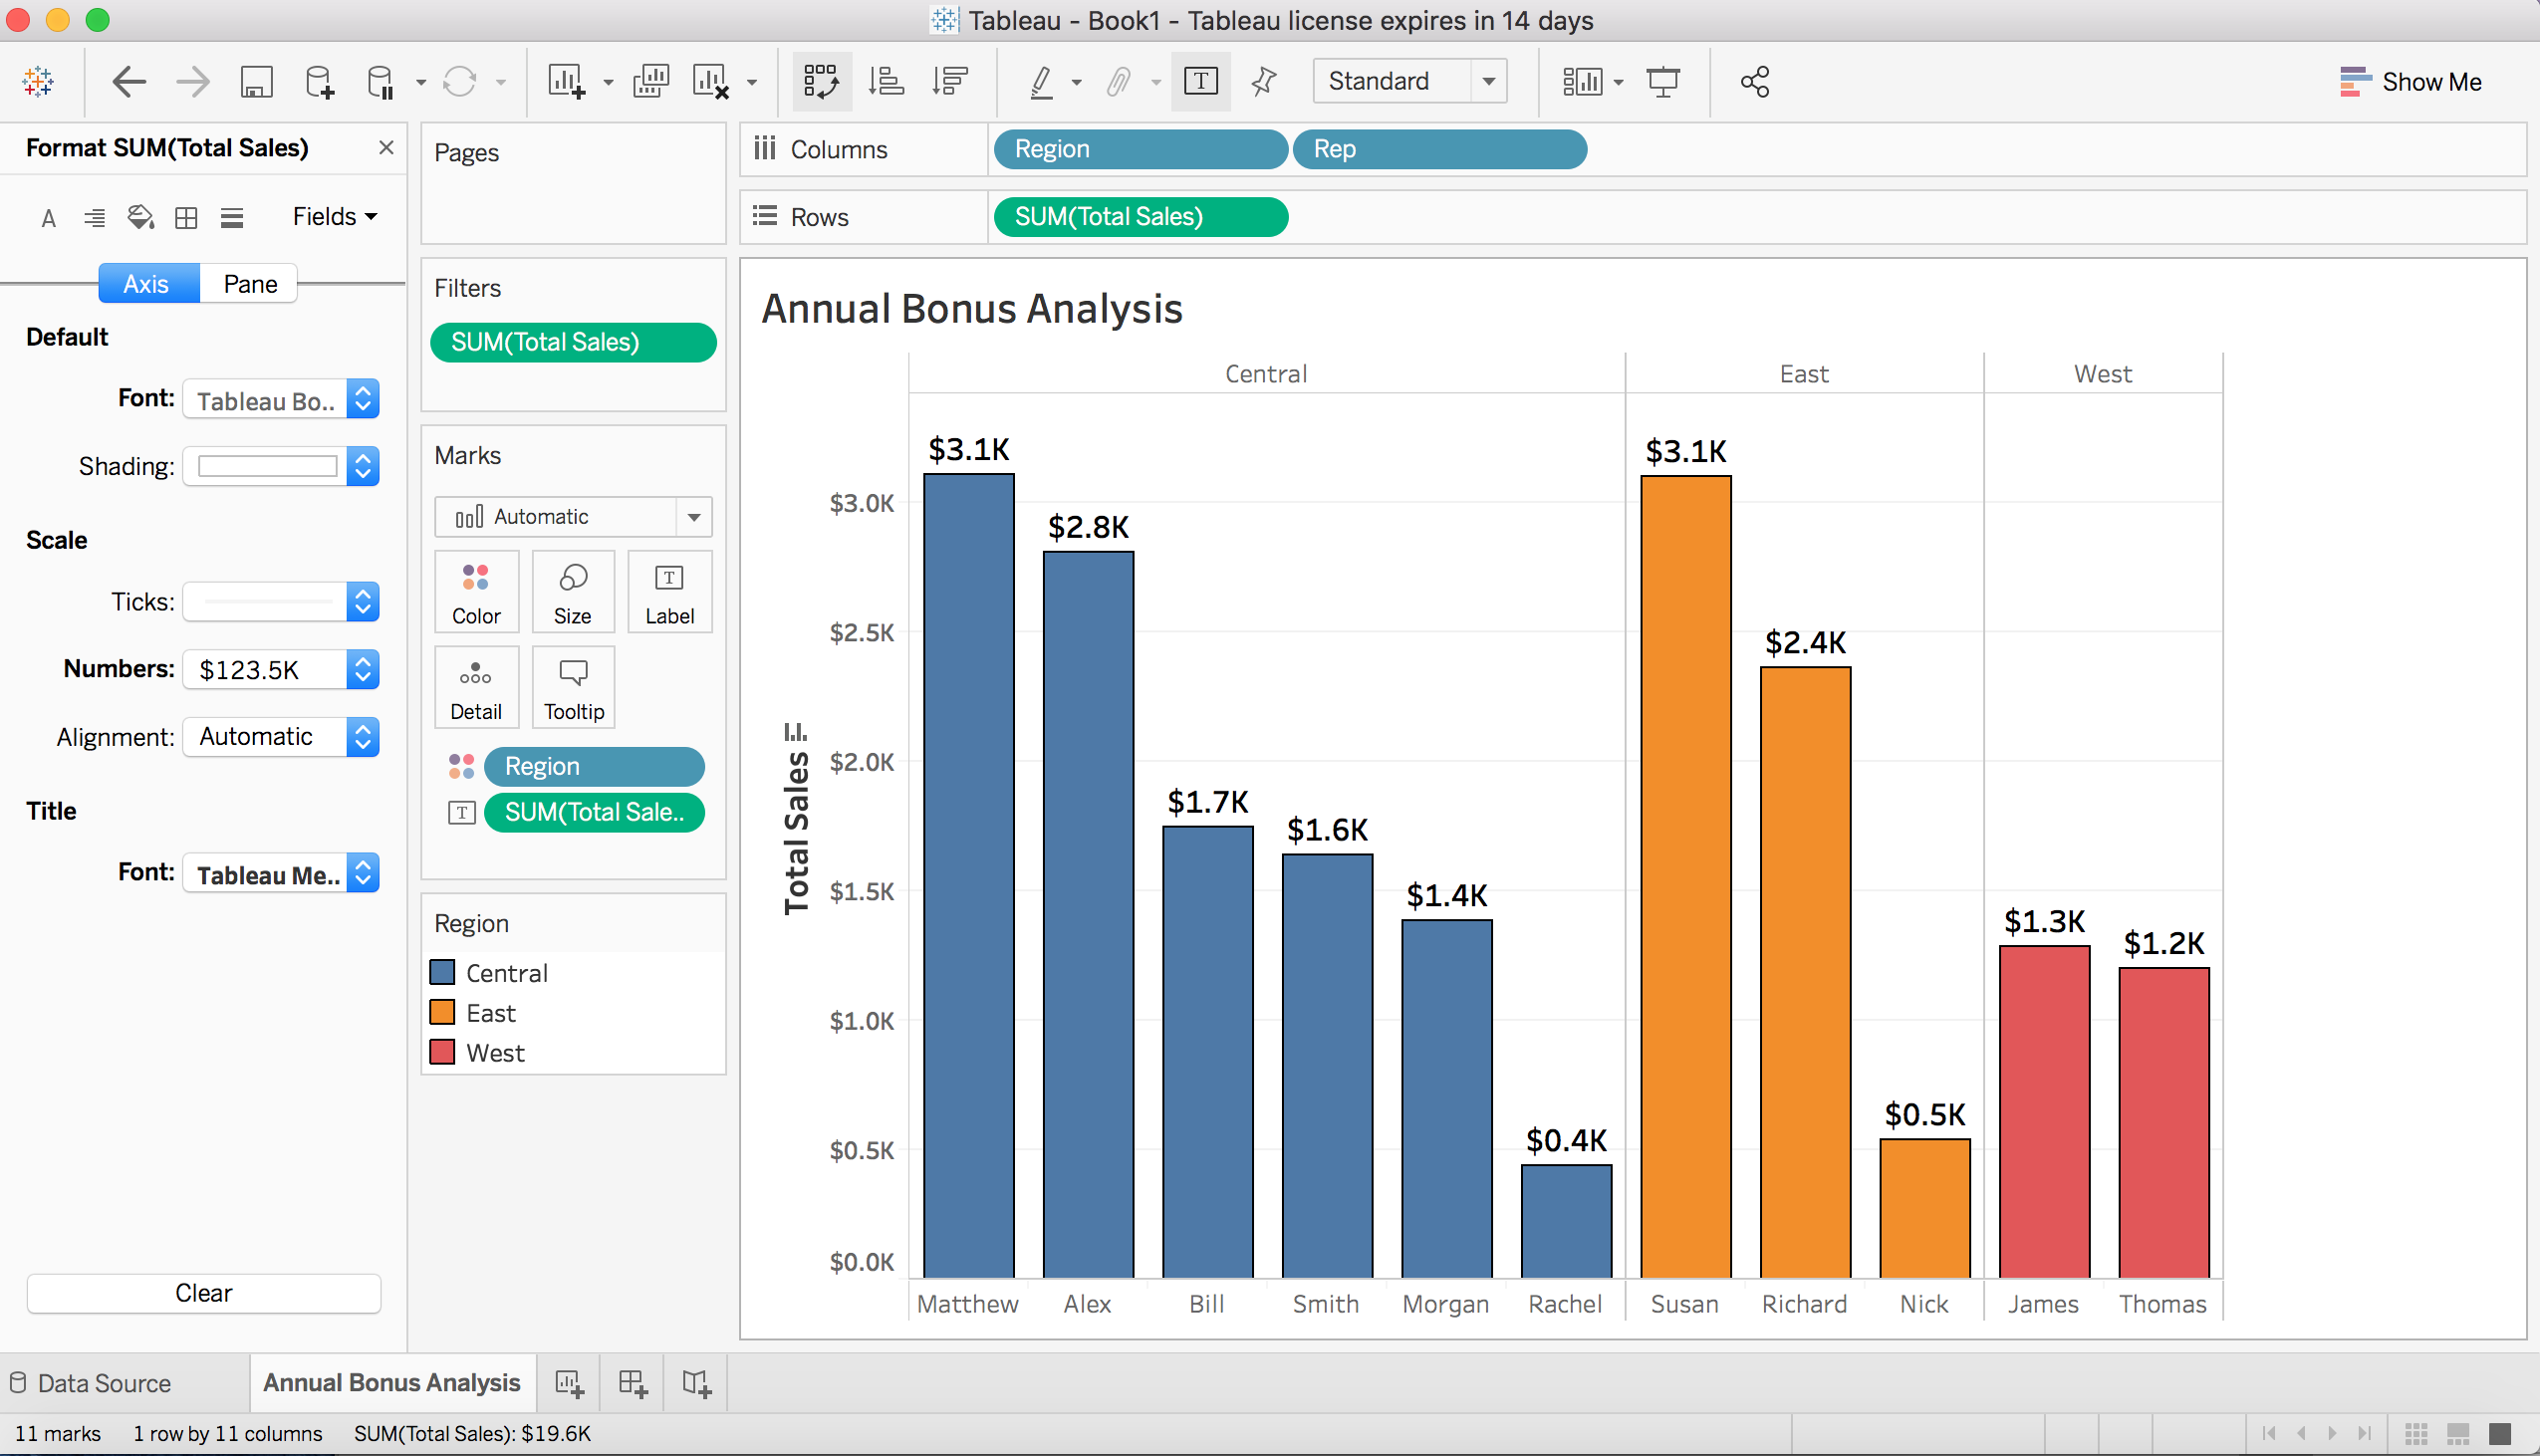 Tableau - Book1 - Tableau license expires in 14 days
Standard
Show Me
Format SUM(Total Sales)
Fields
Axis
Pane
Default
Font: Tableau Bo..
Shading:
Scale
Ticks:
Numbers: $123.5K
Alignment: Automatic
Title
Font: Tableau Me..
Clear
Pages
Filters
SUM(Total Sales)
Marks
Automatic
Color
Size
T
Label
Detail
Tooltip
Region
T SUM(Total Sale..
Region
Central
East
West
Columns
Region
Rep
Rows
SUM(Total Sales)
Annual Bonus Analysis
Central
East
West
Total Sales
$3.0K
$2.5K
$2.0K
$1.5K
$1.0K
$0.5K
$0.0K
$3.1K
$2.8K
$1.7K
$1.6K
$1.4K
$0.4K
$3.1K
$2.4K
$0.5K
$1.3K
$1.2K
Matthew
Alex
Bill
Smith
Morgan
Rachel
Susan
Richard
Nick
James
Thomas
Data Source
Annual Bonus Analysis
11 marks
1 row by 11 columns
SUM(Total Sales): $19.6K